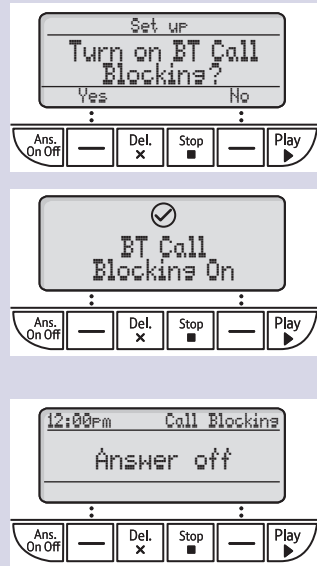 Set up
Turn on BT Call
Blocking?
Yes No
Ans. On Off Del. Stop Play
BT Call
Blocking On
Ans. On Off Del. Stop Play
12:00pm Call Blocking
Answer off
Ans. On Off Del. Stop Play